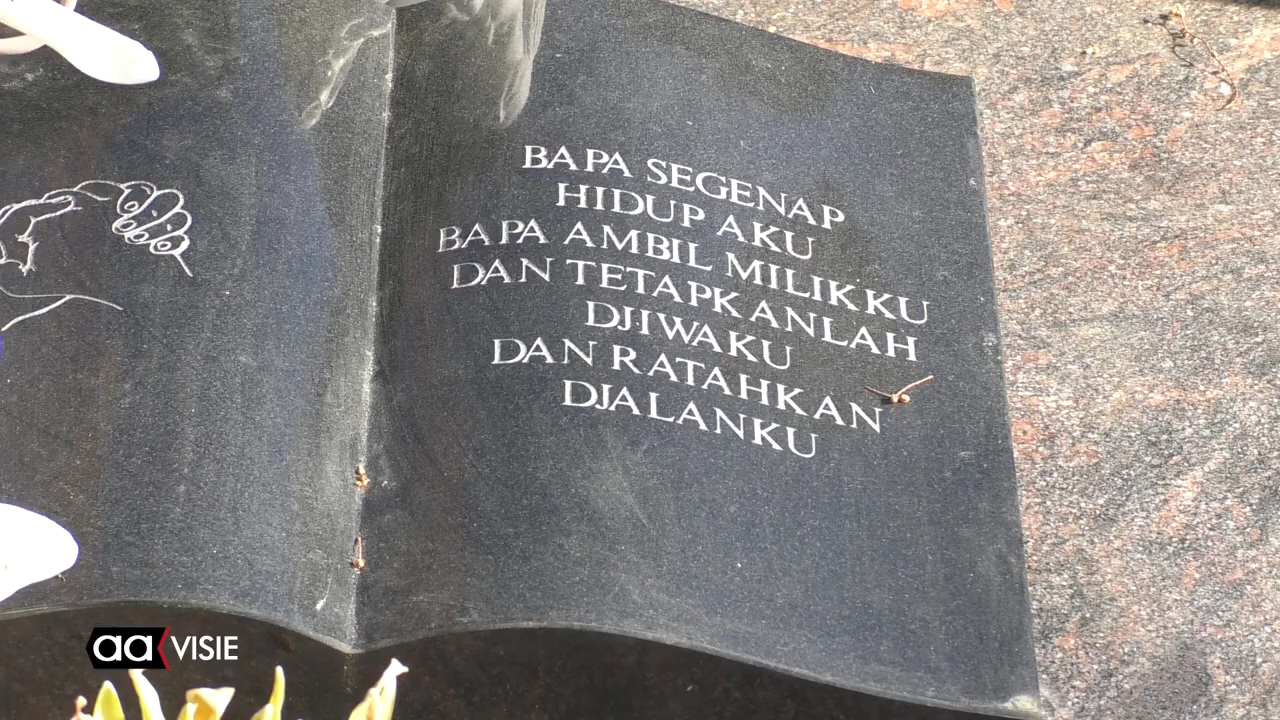 BAPA SEGENAP
HIDUP AKU
BAPA AMBIL MILIKKU
DAN TETAPKANLAH
DJIWAKU
DAN RATAHKAN
DJALANKU
aa VISIE